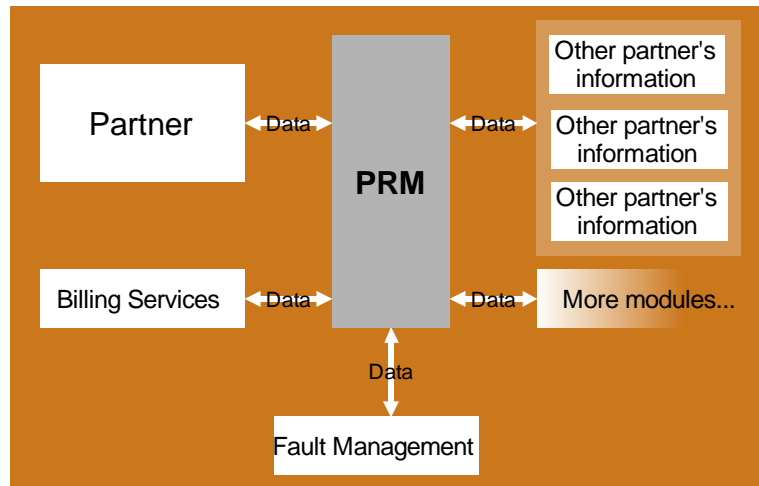 Other partner's
information
Partner
Data
Data
Other partner's
information
PRM
Other partner's
information
Billing Services
Data
Data
More modules...
Data
Fault Management